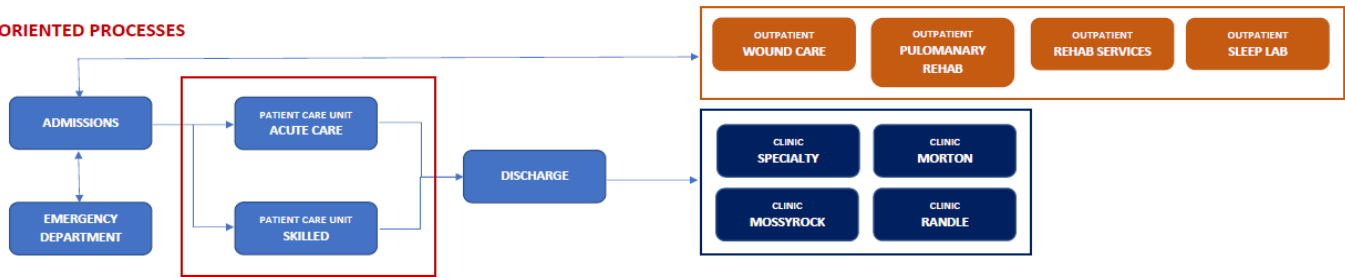 ORIENTED PROCESSES
OUTPATIENT
WOUND CARE
OUTPATIENT
PULOMANARY
REHAB
OUTPATIENT
REHAB SERVICES
OUTPATIENT
SLEEP LAB
ADMISSIONS
PATIENT CARE UNIT
ACUTE CARE
EMERGENCY
DEPARTMENT
PATIENT CARE UNIT
SKILLED
DISCHARGE
CLINIC
SPECIALTY
CLINIC
MORTON
CLINIC
MOSSYROCK
CLINIC
RANDLE